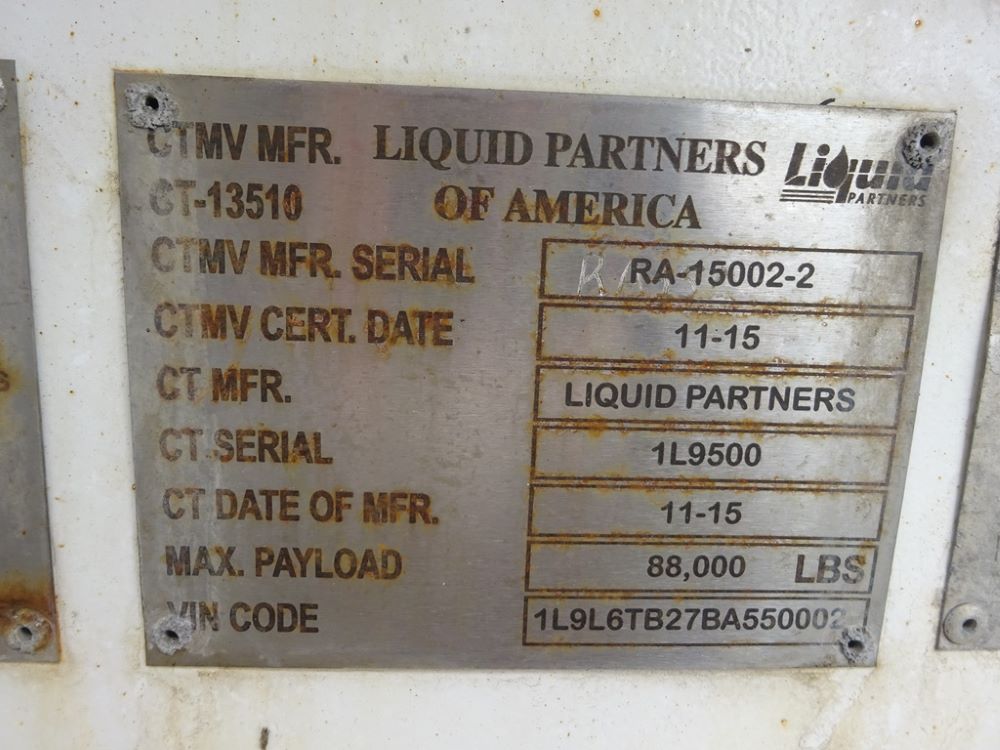 CTMV MFR. LIQUID PARTNERS Liquid
CT-13510 OF AMERICA PARTNERS
CTMV MFR. SERIAL RA-15002-2
CTMV CERT. DATE 11-15
CT MFR. LIQUID PARTNERS
CT SERIAL 1L9500
CT DATE OF MFR. 11-15
MAX. PAYLOAD 88,000 LBS
VIN CODE 1L9L6TB27BA550002